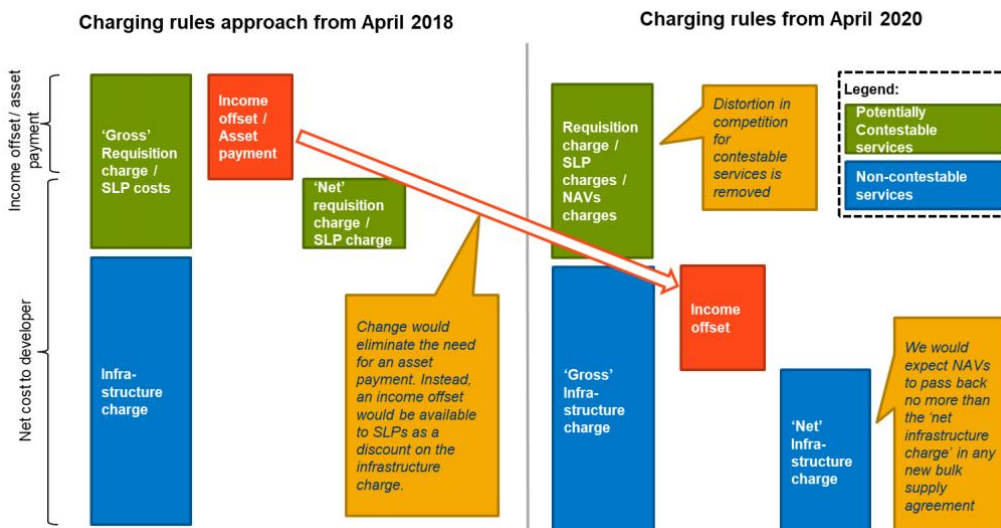 Charging rules approach from April 2018
Income offset/ asset
payment
Net cost to developer
'Gross'
Requisition
charge /
SLP costs
Income
offset /
Asset
payment
'Net'
requisition
charge /
SLP charge
Infra-
structure
charge
Change would
eliminate the need
for an asset
payment. Instead,
an income offset
would be available
to SLPs as a
discount on the
infrastructure
charge.
Charging rules from April 2020
Requisition
charge / SLP
charges /
NAVs
charges
Distortion in
competition
for
contestable
services is
removed
Legend:
Potentially
Contestable
services
Non-contestable
services
'Gross'
Infra-
structure
charge
Income
offset
'Net'
Infra-
structure
charge
We would
expect NAVs
to pass back
no more than
the 'net
infrastructure
charge' in any
new bulk
supply
agreement